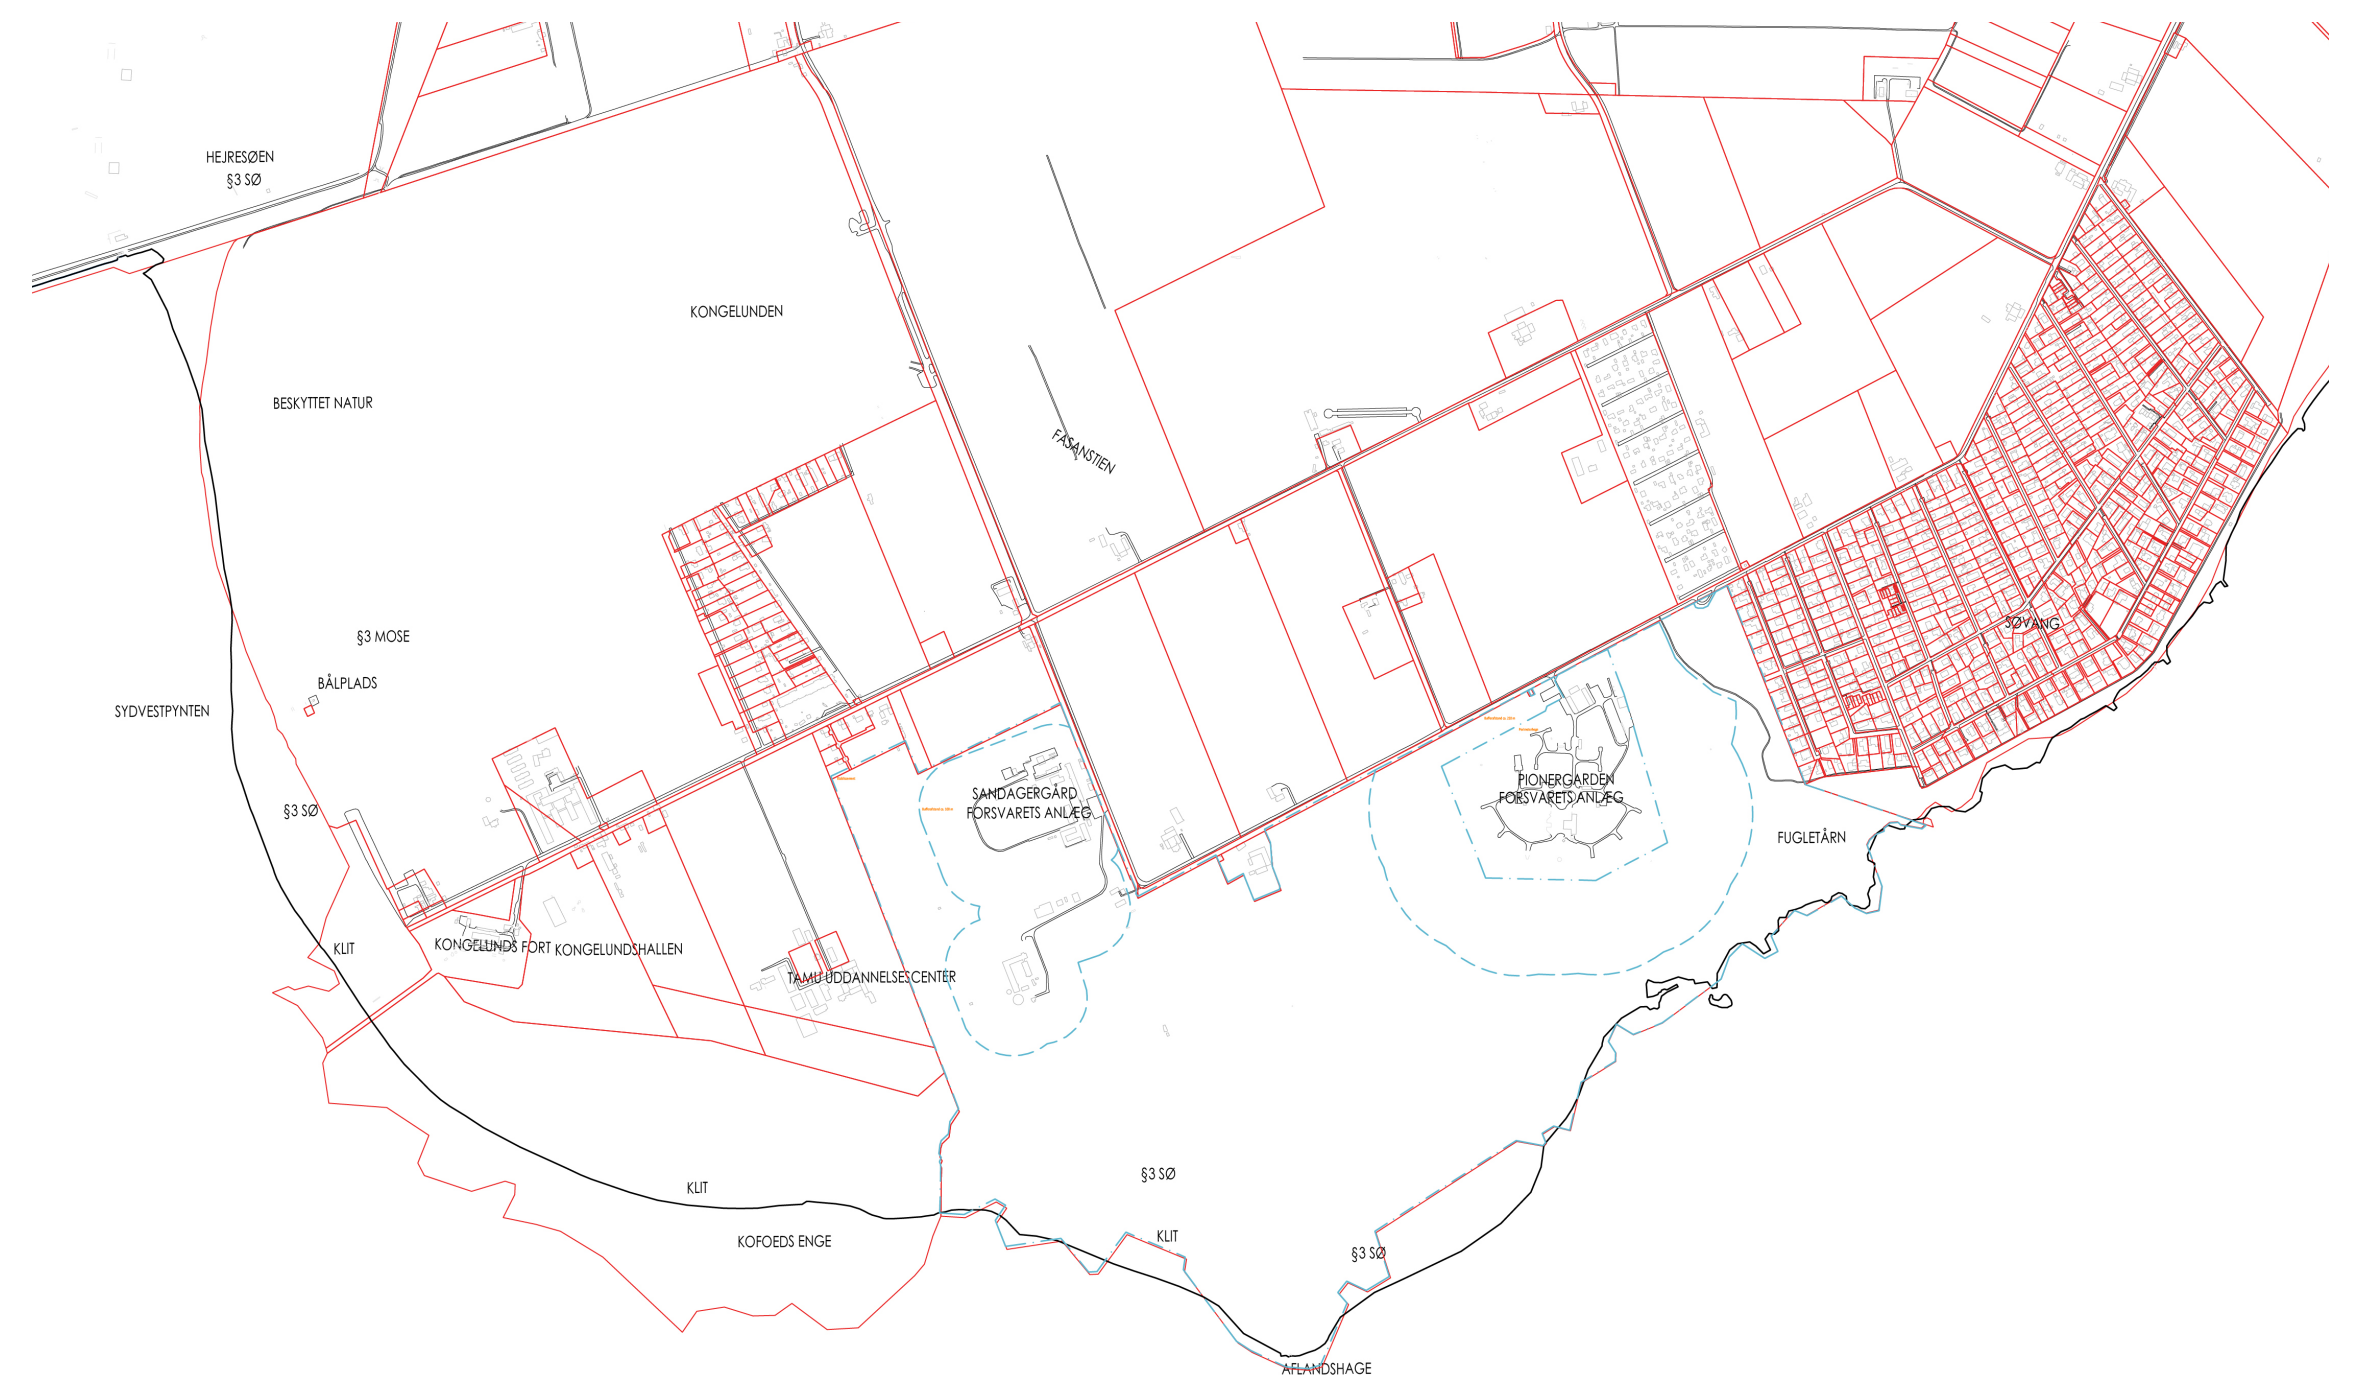 HEJRESØEN
§3 SØ
KONGELUNDEN
BESKYTTET NATUR
FASANSTIEN
§3 MOSE
SØVANG
BÅLPLADS
SYDVESTPYNTEN
§3 SØ
SANDAGERGÅRD
FORSVARETS ANLÆG
PIONERGARDEN
FORSVARETS ANLÆG
FUGLETÅRN
KLIT
KONGELUNDS FORT
KONGELUNDSHALLEN
TAMU UDDANNELSESCENTER
§3 SØ
KLIT
KOFOEDS ENGE
KLIT
§3 SØ
AFLANDSHAGE